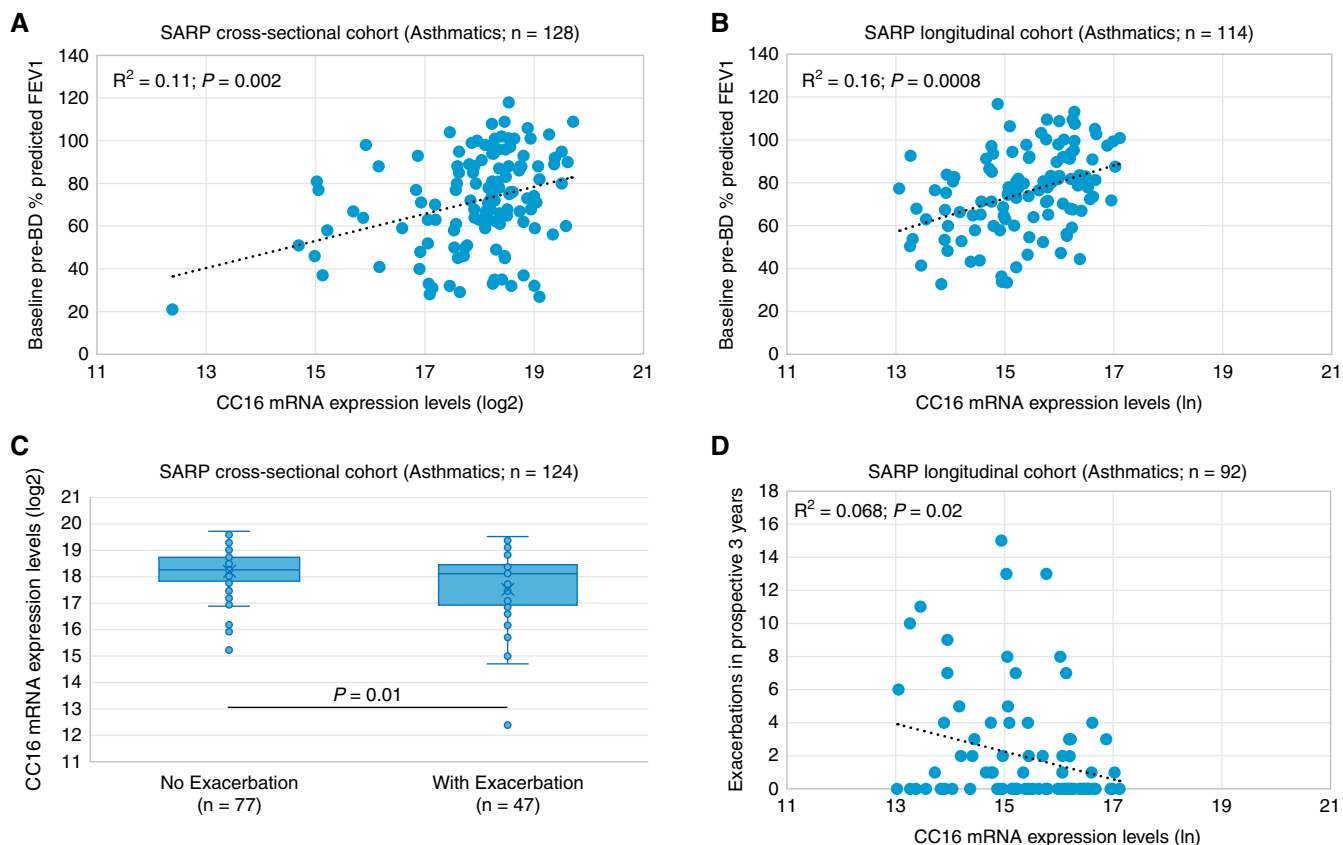 A
SARP cross-sectional cohort (Asthmatics; n = 128)
Baseline pre-BD % predicted FEV1
140
120
100
80
60
40
20
0
R² = 0.11; P = 0.002
11 13 15 17 19 21
CC16 mRNA expression levels (log2)
B
SARP longitudinal cohort (Asthmatics; n = 114)
Baseline pre-BD % predicted FEV1
140
120
100
80
60
40
20
0
R² = 0.16; P = 0.0008
11 13 15 17 19 21
CC16 mRNA expression levels (ln)
C
SARP cross-sectional cohort (Asthmatics; n = 124)
CC16 mRNA expression levels (log2)
21
20
19
18
17
16
15
14
13
12
11
P = 0.01
No Exacerbation With Exacerbation
(n = 77) (n = 47)
D
SARP longitudinal cohort (Asthmatics; n = 92)
Exacerbations in prospective 3 years
18
16
14
12
10
8
6
4
2
0
R² = 0.068; P = 0.02
11 13 15 17 19 21
CC16 mRNA expression levels (ln)